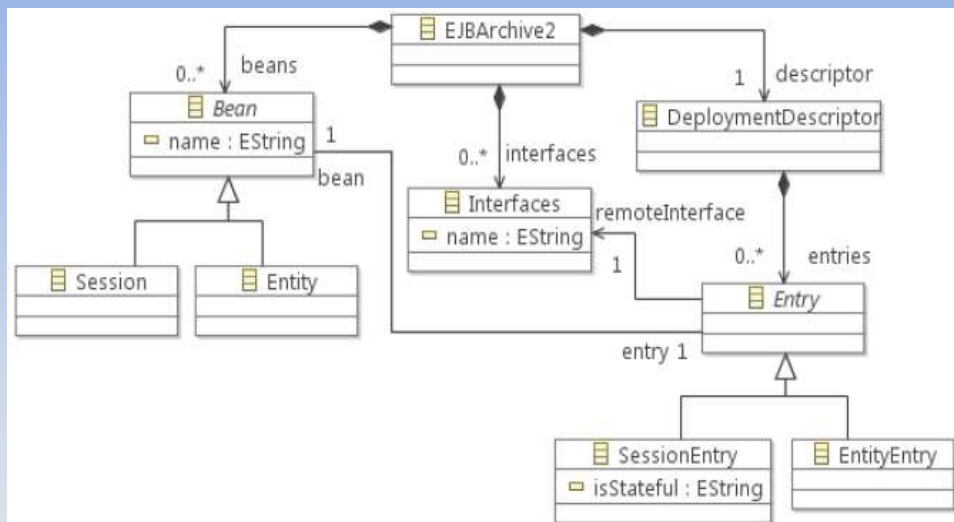 EJBArchive2
beans
0..*
descriptor
1
Bean
name : EString
1
bean
DeploymentDescriptor
0..*
interfaces
Interfaces
name : EString
remoteInterface
1
0..*
entries
Session
Entity
Entry
entry 1
SessionEntry
isStateful : EString
EntityEntry